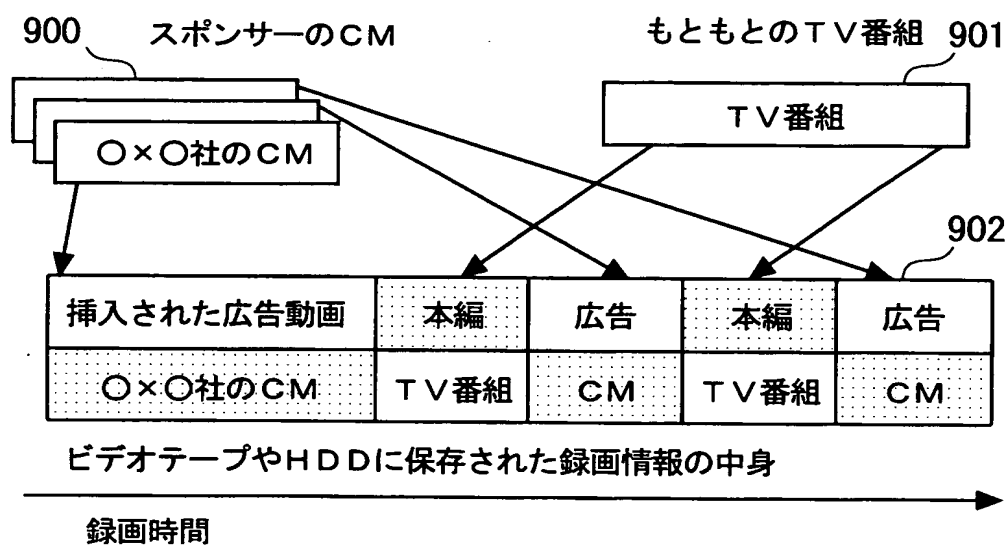 900 スポンサーのCM もともとのTV番組 901
TV番組
○×○社のCM
902
挿入された広告動画 本編 広告 本編 広告
○×○社のCM TV番組 CM TV番組 CM
ビデオテープやHDDに保存された録画情報の中身
録画時間